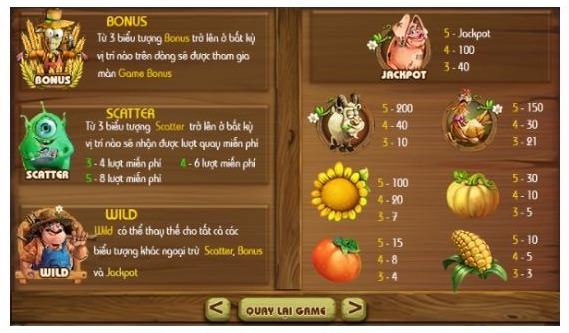 BONUS
Từ 3 biểu tượng Bonus trở lên ở bất kỳ
vị trí nào trên dòng sẽ được tham gia
màn Game Bonus
BONUS
SCATTER
Từ 3 biểu tượng Scatter trở lên ở bất kỳ
vị trí nào sẽ nhận được lượt quay miễn phí
3 - 4 lượt miễn phí 4 - 6 lượt miễn phí
5 - 8 lượt miễn phí
SCATTER
WILD
Wild có thể thay thế cho tất cả các
biểu tượng khác ngoại trừ Scatter, Bonus
và Jackpot
WILD
JACKPOT
5 - Jackpot
4 - 100
3 - 40
5 - 200
4 - 40
3 - 10
5 - 150
4 - 30
3 - 21
5 - 100
4 - 20
3 - 7
5 - 30
4 - 10
3 - 5
5 - 15
4 - 8
3 - 4
5 - 10
4 - 5
3 - 3
< QUAY LẠI GAME >